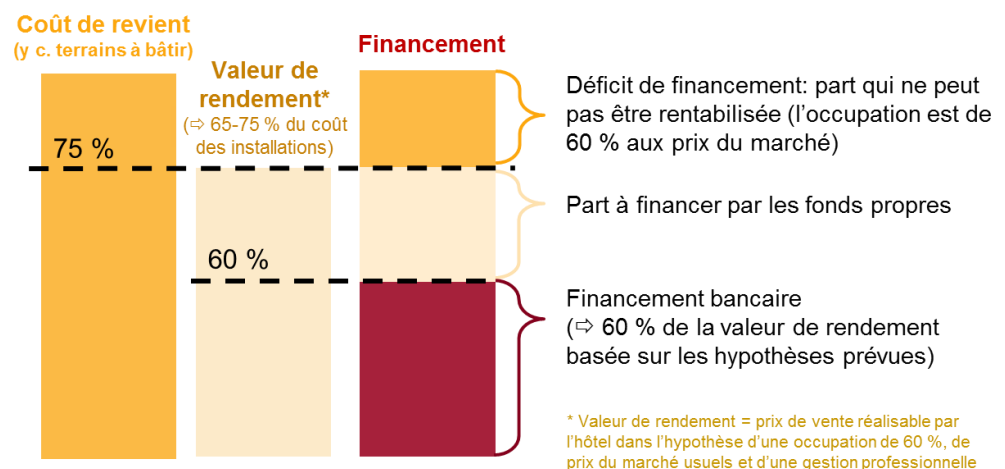 Coût de revient
(y c. terrains à bâtir)
Valeur de
rendement*
(⇨ 65-75 % du coût
des installations)
Financement
75 %
60 %
Déficit de financement: part qui ne peut
pas être rentabilisée (l’occupation est de
60 % aux prix du marché)
Part à financer par les fonds propres
Financement bancaire
(⇨ 60 % de la valeur de rendement
basée sur les hypothèses prévues)
* Valeur de rendement = prix de vente réalisable par
l’hôtel dans l’hypothèse d’une occupation de 60 %, de
prix du marché usuels et d’une gestion professionnelle